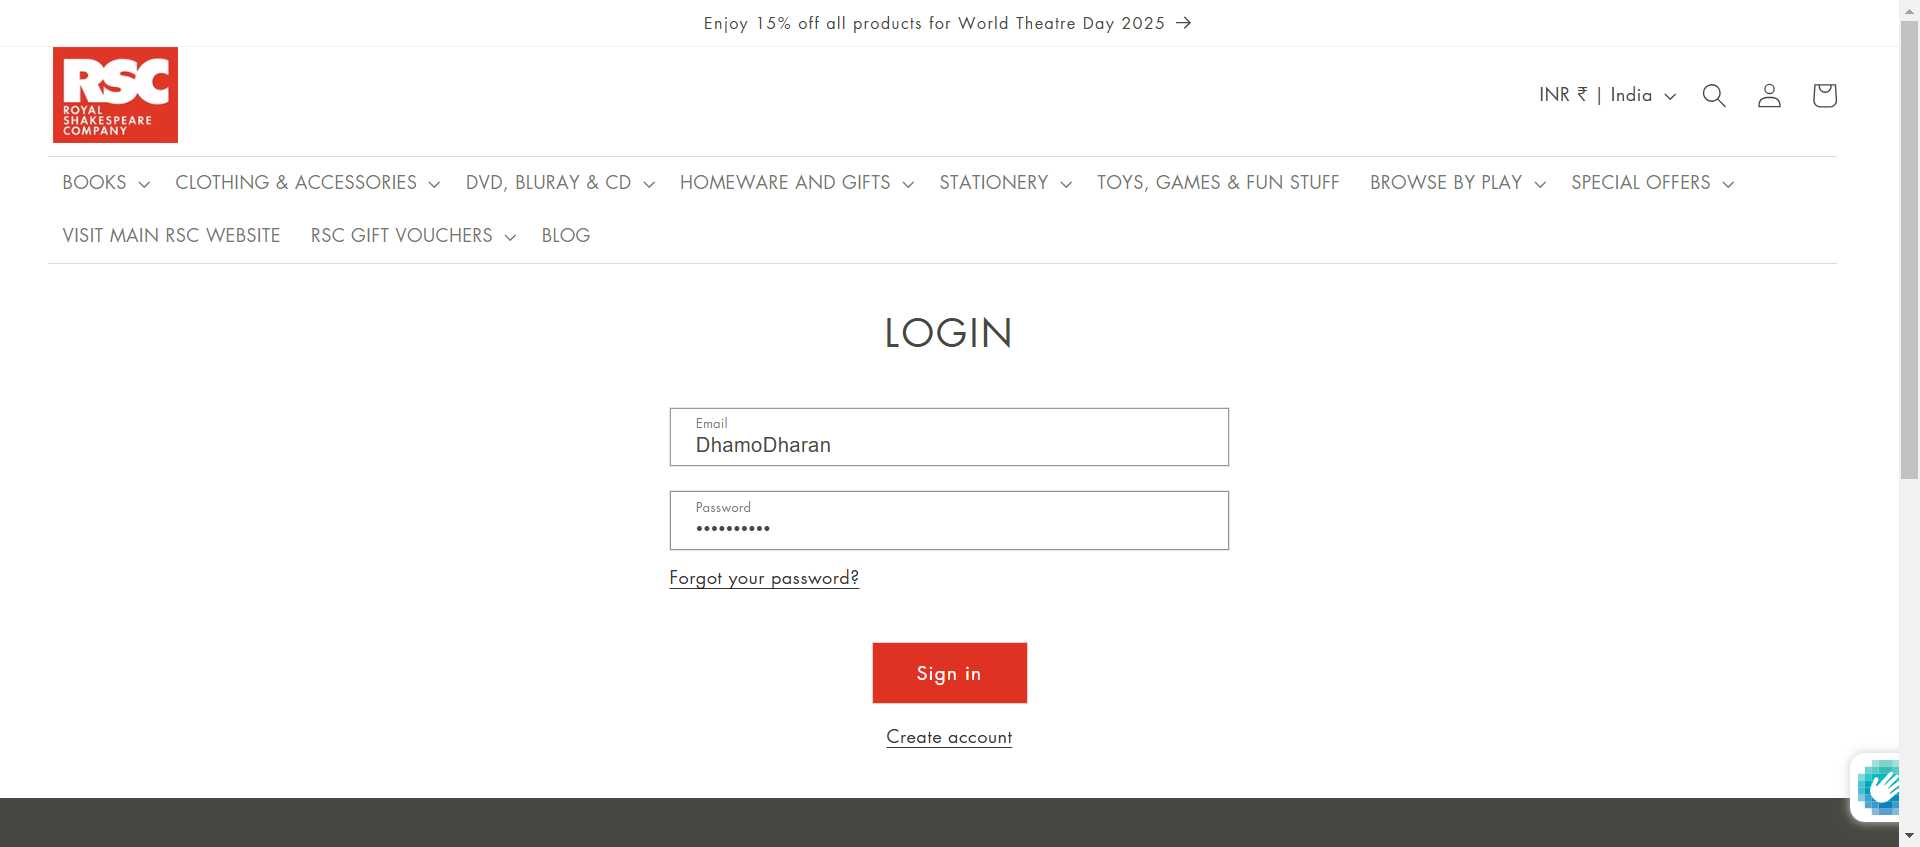 Enjoy 15% off all products for World Theatre Day 2025 →
RSC
ROYAL
SHAKESPEARE
COMPANY
INR ₹ | India
BOOKS CLOTHING & ACCESSORIES DVD, BLURAY & CD HOMEWARE AND GIFTS STATIONERY TOYS, GAMES & FUN STUFF BROWSE BY PLAY SPECIAL OFFERS
VISIT MAIN RSC WEBSITE RSC GIFT VOUCHERS BLOG
LOGIN
Email
DhamoDharan
Password
••••••••••
Forgot your password?
Sign in
Create account